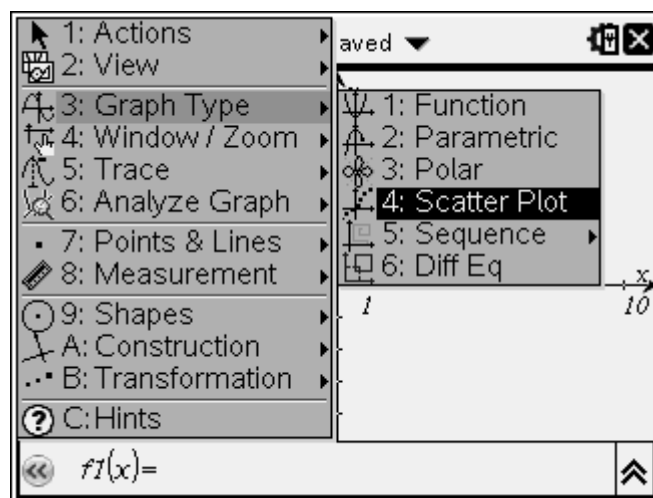 1: Actions
2: View
3: Graph Type
4: Window / Zoom
5: Trace
6: Analyze Graph
7: Points & Lines
8: Measurement
9: Shapes
A: Construction
B: Transformation
C: Hints
aved
1: Function
2: Parametric
3: Polar
4: Scatter Plot
5: Sequence
6: Diff Eq
x
1
10
f1(x)=